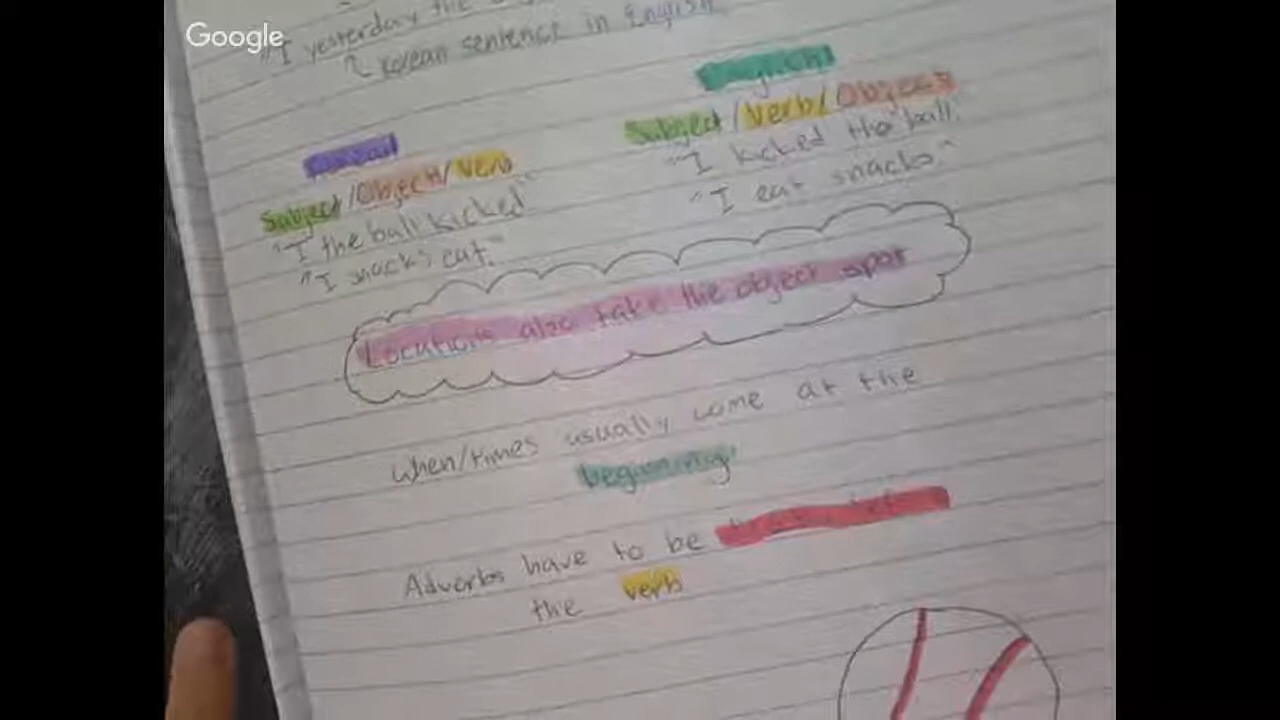 Google
"I yesterday the
Korean sentence in English
English
Subject/Verb/Object
"I kicked the ball."
"I eat snacks."
Korean
Subject/Object/Verb
"I the ball kicked"
"I snacks eat."
Locations also take the object spot
When/times usually come at the
beginning
Adverbs have to be
the verb